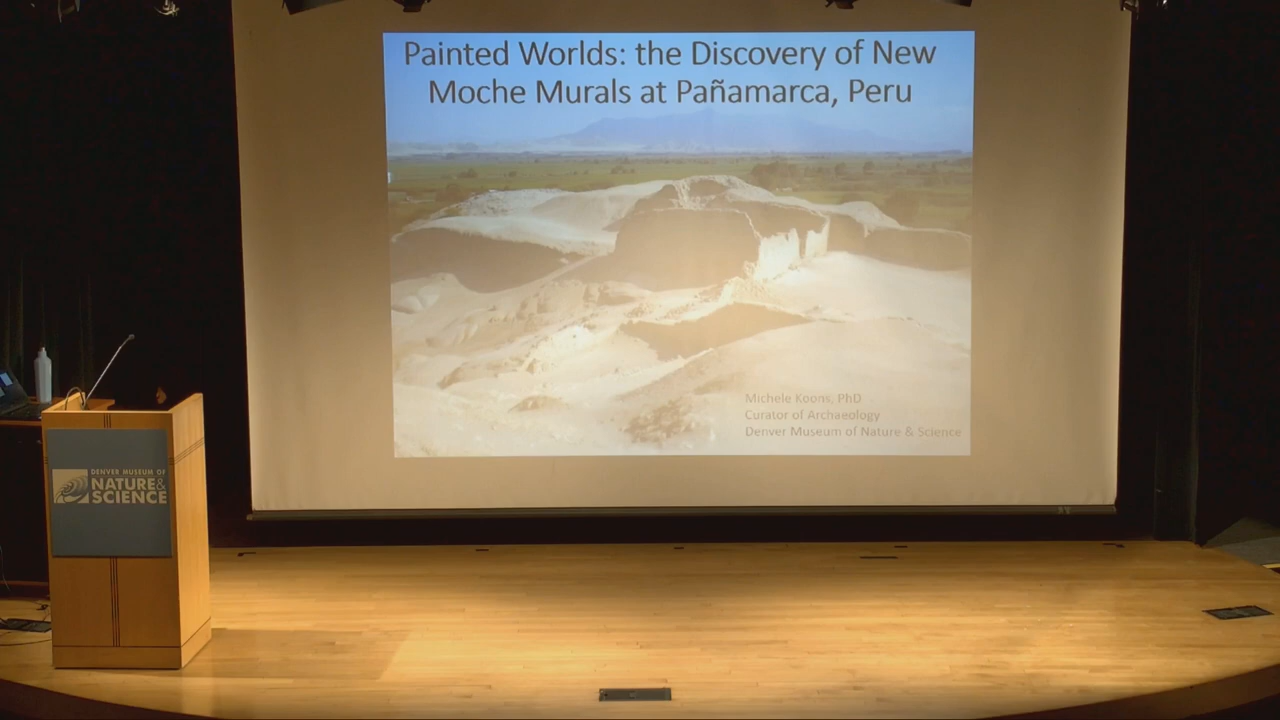 Painted Worlds: the Discovery of New
Moche Murals at Pañamarca, Peru
Michele Koons, PhD
Curator of Archaeology
Denver Museum of Nature & Science
DENVER MUSEUM OF
NATURE&
SCIENCE